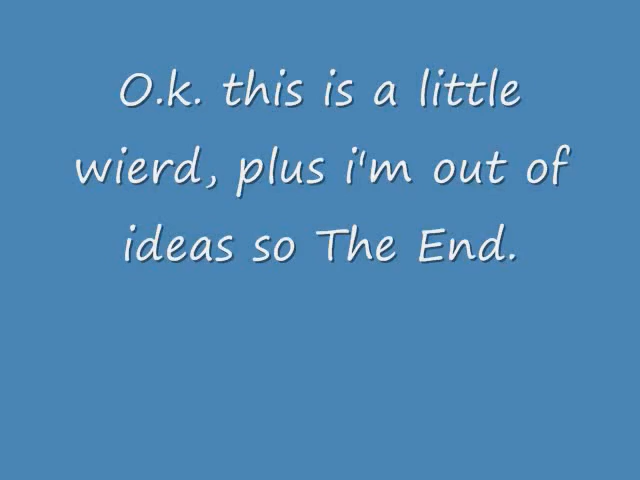 O.k. this is a little
wierd, plus i'm out of
ideas so The End.